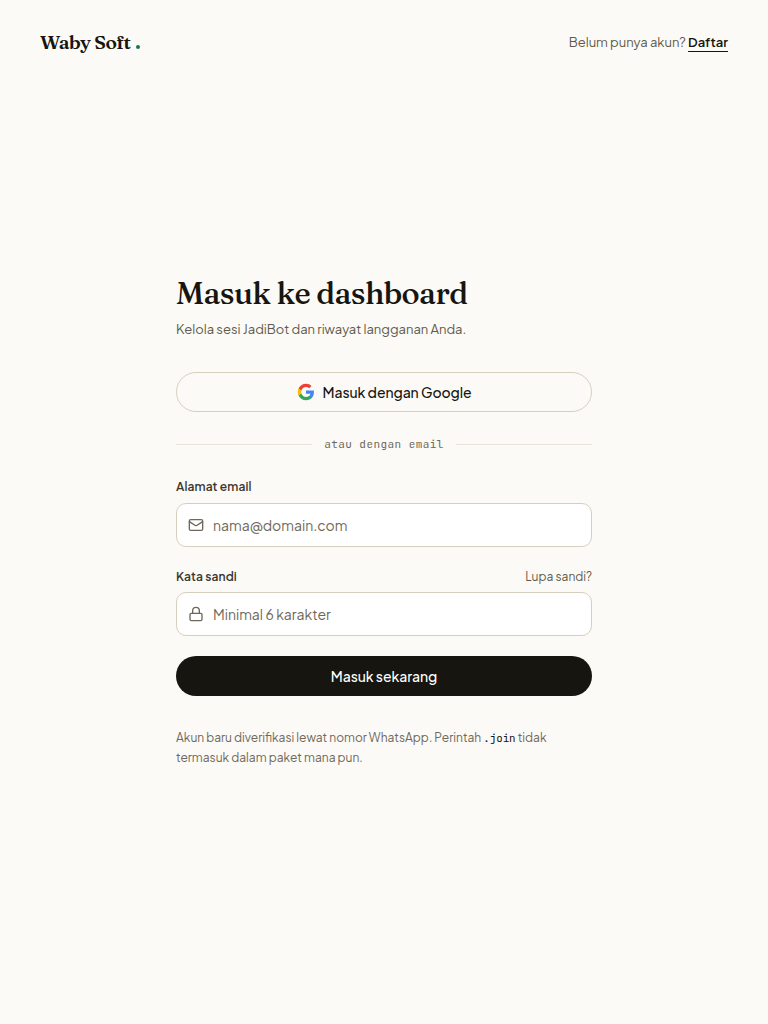 Waby Soft.
Belum punya akun? Daftar
Masuk ke dashboard
Kelola sesi JadiBot dan riwayat langganan Anda.
Masuk dengan Google
atau dengan email
Alamat email
nama@domain.com
Kata sandi
Lupa sandi?
Minimal 6 karakter
Masuk sekarang
Akun baru diverifikasi lewat nomor WhatsApp. Perintah .join tidak
termasuk dalam paket mana pun.